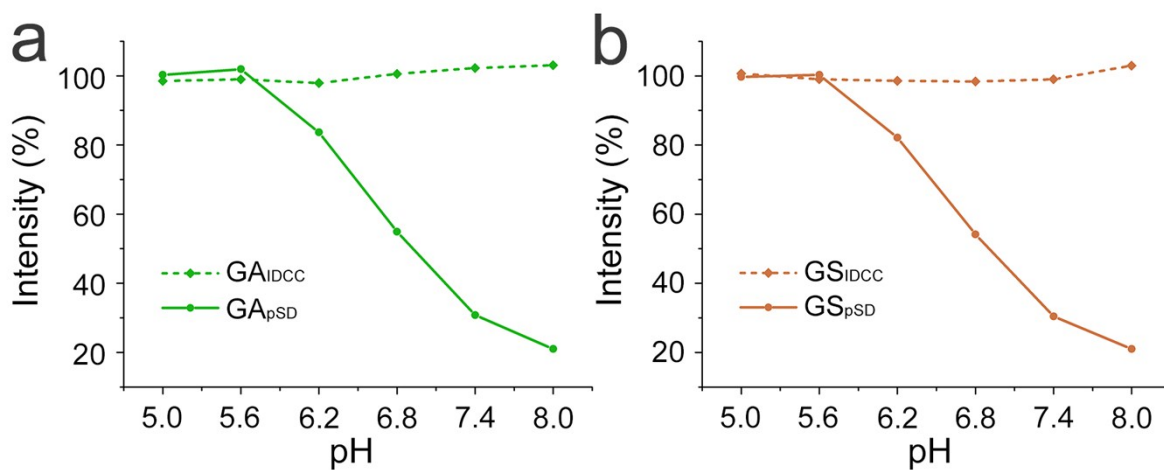 a
Intensity (%)
100
80
60
40
20
GAIDCC
GApSD
5.0 5.6 6.2 6.8 7.4 8.0
pH
b
Intensity (%)
100
80
60
40
20
GSIDCC
GSpSD
5.0 5.6 6.2 6.8 7.4 8.0
pH